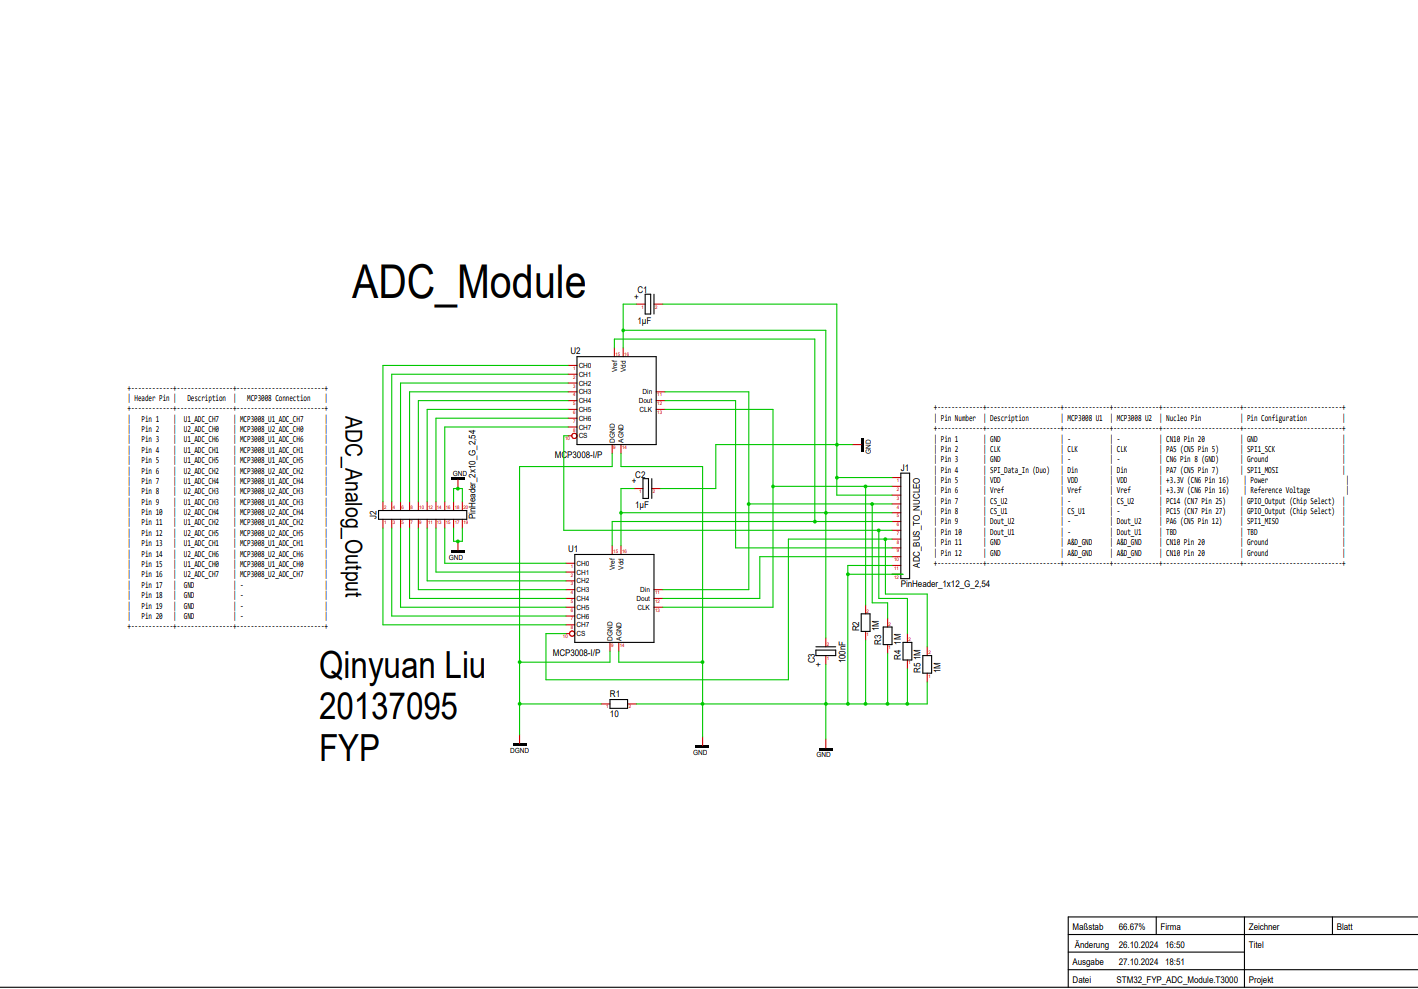 ADC_Module
C1
+
1µF
U2
Vref
Vdd
CH0
CH1
CH2
CH3
CH4
CH5
CH6
CH7
CS
Din
Dout
CLK
DGND
AGND
MCP3008-I/P
C2
+
1µF
U1
Vref
Vdd
CH0
CH1
CH2
CH3
CH4
CH5
CH6
CH7
CS
Din
Dout
CLK
DGND
AGND
MCP3008-I/P
Header Pin | Description | MCP3008 Connection
Pin 1 | U1_ADC_CH7 | MCP3008_U1_ADC_CH7
Pin 2 | U2_ADC_CH0 | MCP3008_U2_ADC_CH0
Pin 3 | U1_ADC_CH6 | MCP3008_U1_ADC_CH6
Pin 4 | U2_ADC_CH1 | MCP3008_U2_ADC_CH1
Pin 5 | U1_ADC_CH5 | MCP3008_U1_ADC_CH5
Pin 6 | U2_ADC_CH2 | MCP3008_U2_ADC_CH2
Pin 7 | U1_ADC_CH4 | MCP3008_U1_ADC_CH4
Pin 8 | U2_ADC_CH3 | MCP3008_U2_ADC_CH3
Pin 9 | U1_ADC_CH3 | MCP3008_U1_ADC_CH3
Pin 10 | U2_ADC_CH4 | MCP3008_U2_ADC_CH4
Pin 11 | U1_ADC_CH2 | MCP3008_U1_ADC_CH2
Pin 12 | U2_ADC_CH5 | MCP3008_U2_ADC_CH5
Pin 13 | U1_ADC_CH1 | MCP3008_U1_ADC_CH1
Pin 14 | U2_ADC_CH6 | MCP3008_U2_ADC_CH6
Pin 15 | U1_ADC_CH0 | MCP3008_U1_ADC_CH0
Pin 16 | U2_ADC_CH7 | MCP3008_U2_ADC_CH7
Pin 17 | GND | -
Pin 18 | GND | -
Pin 19 | GND | -
Pin 20 | GND | -
ADC_Analog_Output
J2
PinHeader_2x10_G_2,54
GND
GND
GND
J1
ADC_BUS_TO_NUCLEO
PinHeader_1x12_G_2,54
Pin Number | Description | MCP3008 U1 | MCP3008 U2 | Nucleo Pin | Pin Configuration
Pin 1 | GND | - | - | CN10 Pin 20 | GND
Pin 2 | CLK | CLK | CLK | PA5 (CN5 Pin 5) | SPI1_SCK
Pin 3 | GND | - | - | CN6 Pin 8 (GND) | Ground
Pin 4 | SPI_Data_In (Duo) | Din | Din | PA7 (CN5 Pin 7) | SPI1_MOSI
Pin 5 | VDD | VDD | VDD | +3.3V (CN6 Pin 16) | Power
Pin 6 | Vref | Vref | Vref | +3.3V (CN6 Pin 16) | Reference Voltage
Pin 7 | CS_U2 | - | CS_U2 | PC14 (CN7 Pin 25) | GPIO_Output (Chip Select)
Pin 8 | CS_U1 | CS_U1 | - | PC15 (CN7 Pin 27) | GPIO_Output (Chip Select)
Pin 9 | Dout_U2 | - | Dout_U2 | PA6 (CN5 Pin 12) | SPI1_MISO
Pin 10 | Dout_U1 | - | Dout_U1 | TBD | TBD
Pin 11 | GND | A&D_GND | A&D_GND | CN10 Pin 20 | Ground
Pin 12 | GND | A&D_GND | A&D_GND | CN10 Pin 20 | Ground
R2
1M
R3
1M
R4
R5
1M
1M
C3
+
100nF
R1
10
DGND
GND
GND
Qinyuan Liu
20137095
FYP
Maßstab 66.67% Firma Zeichner Blatt
Änderung 26.10.2024 16:50 Titel
Ausgabe 27.10.2024 18:51
Datei STM32_FYP_ADC_Module.T3000 Projekt